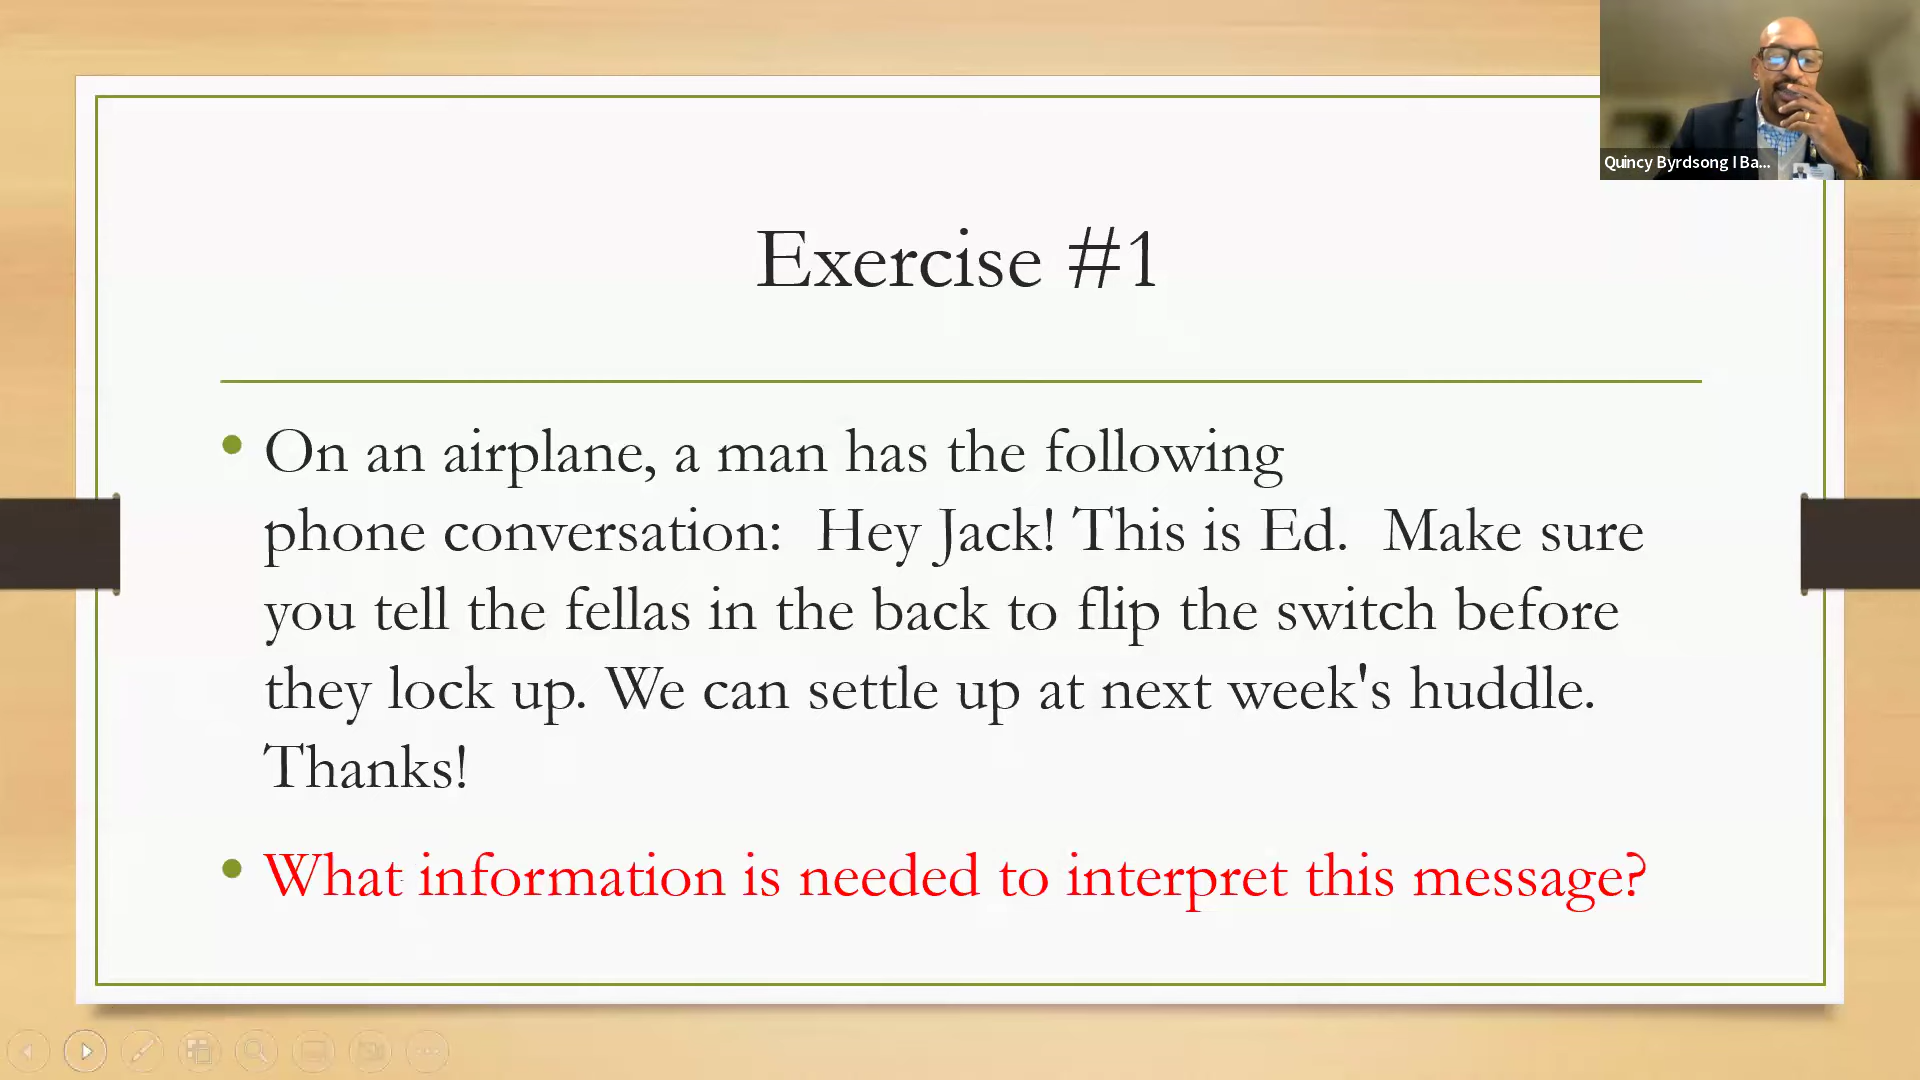 Quincy Byrdsong I Ba...
Exercise #1
On an airplane, a man has the following
phone conversation:  Hey Jack! This is Ed.  Make sure
you tell the fellas in the back to flip the switch before
they lock up. We can settle up at next week's huddle.
Thanks!
What information is needed to interpret this message?